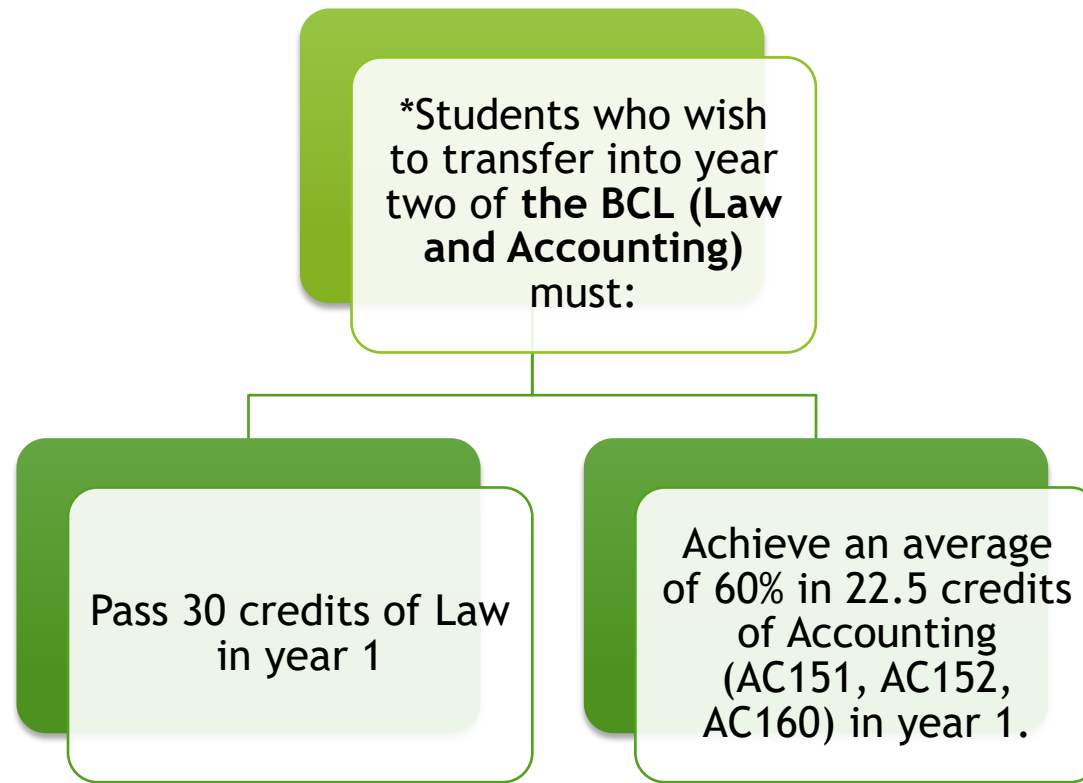 *Students who wish
to transfer into year
two of the BCL (Law
and Accounting)
must:
Pass 30 credits of Law
in year 1
Achieve an average
of 60% in 22.5 credits
of Accounting
(AC151, AC152,
AC160) in year 1.